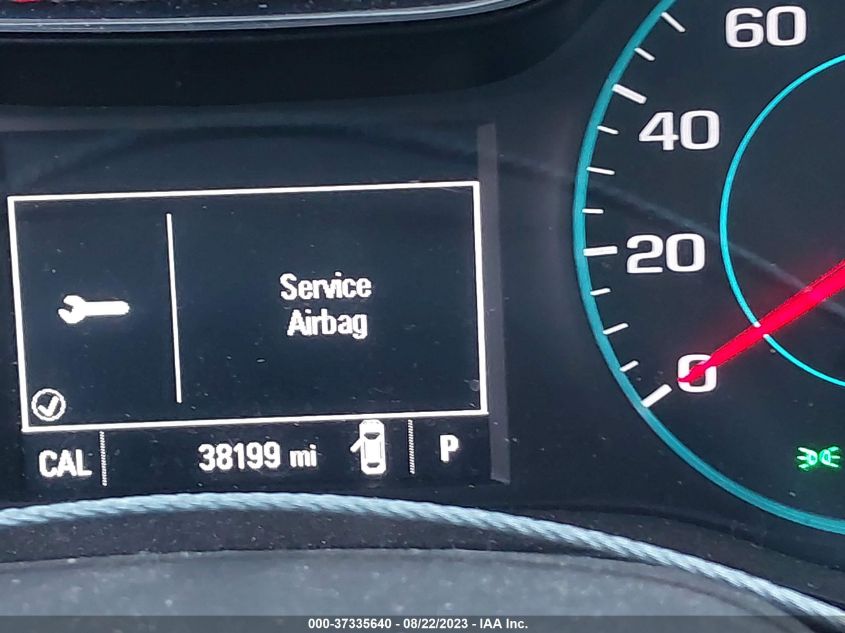 60
40
20
0
Service
Airbag
CAL 38199 mi P
000-37335640 - 08/22/2023 - IAA Inc.